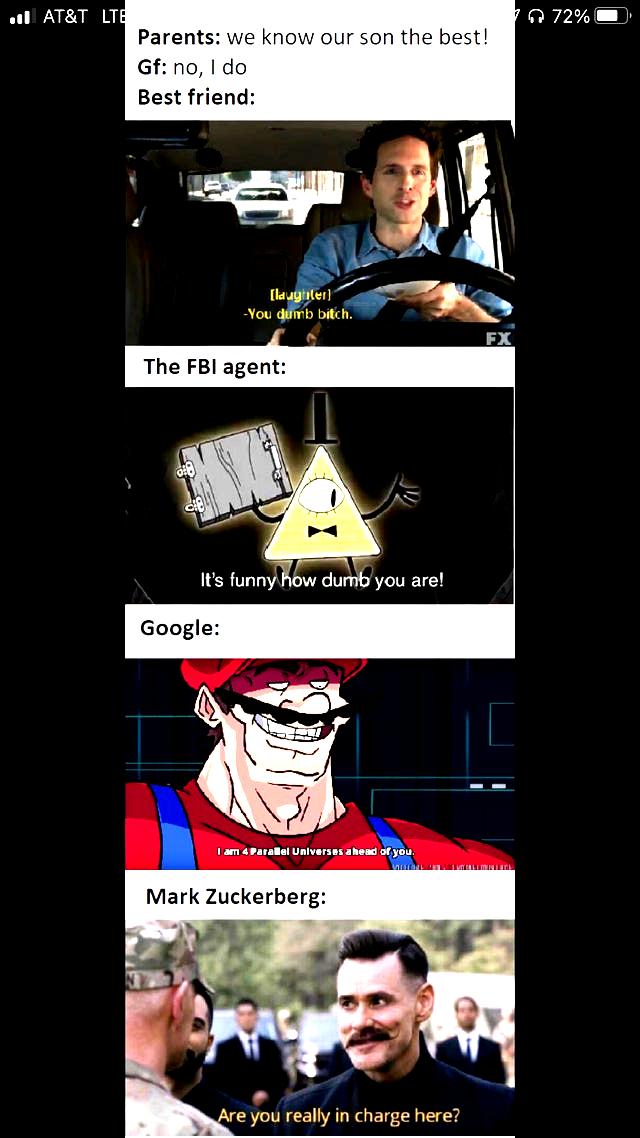 AT&T LTE 72%
Parents: we know our son the best!
Gf: no, I do
Best friend:
[laughter]
-You dumb bitch.
FX
The FBI agent:
It's funny how dumb you are!
Google:
I am 4 Parallel Universes ahead of you.
Mark Zuckerberg:
Are you really in charge here?